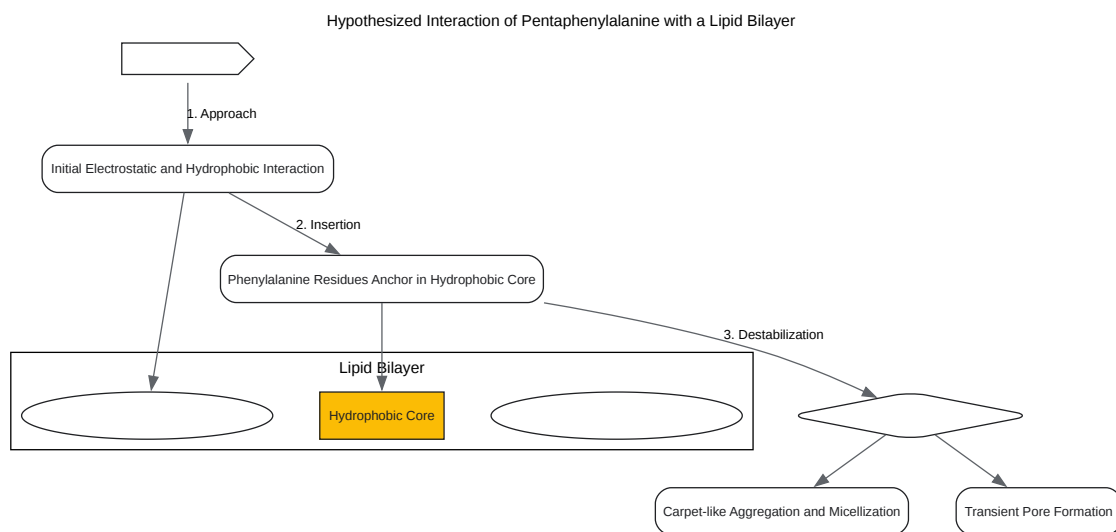 Hypothesized Interaction of Pentaphenylalanine with a Lipid Bilayer
1. Approach
Initial Electrostatic and Hydrophobic Interaction
2. Insertion
Phenylalanine Residues Anchor in Hydrophobic Core
3. Destabilization
Lipid Bilayer
Hydrophobic Core
Carpet-like Aggregation and Micellization
Transient Pore Formation